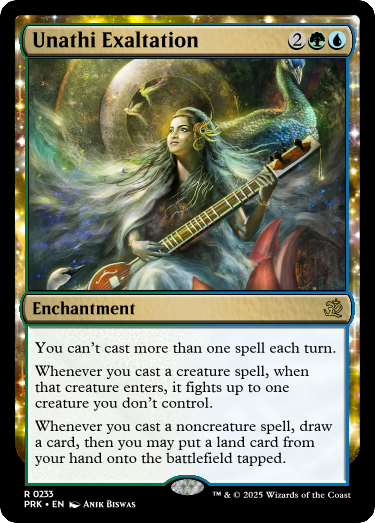 Unathi Exaltation 2
Enchantment
You can't cast more than one spell each turn.
Whenever you cast a creature spell, when
that creature enters, it fights up to one
creature you don't control.
Whenever you cast a noncreature spell, draw
a card, then you may put a land card from
your hand onto the battlefield tapped.
R 0233
PRK • EN Anik Biswas
™ & © 2025 Wizards of the Coast